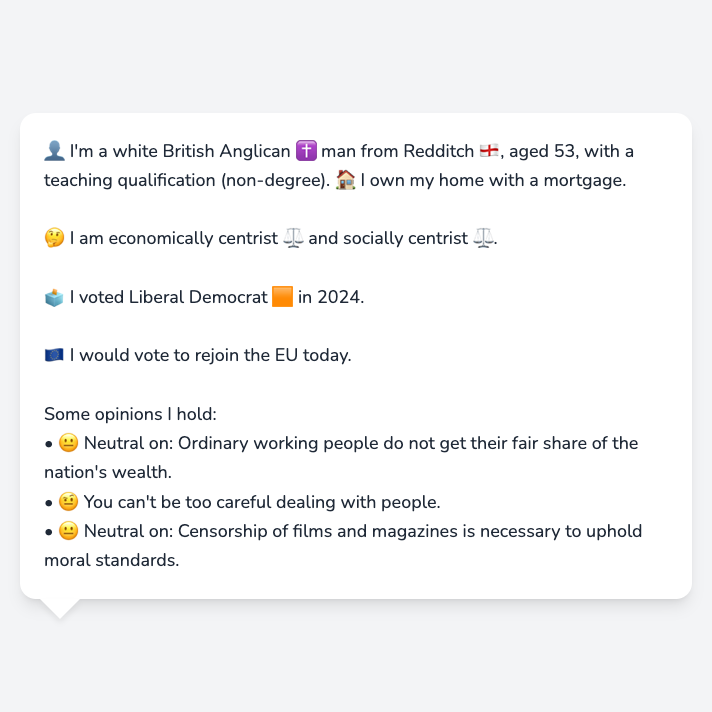 👤 I'm a white British Anglican ✝️ man from Redditch 🏴󠁧󠁢󠁥󠁮󠁧󠁿, aged 53, with a
teaching qualification (non-degree). 🏠 I own my home with a mortgage.
🤔 I am economically centrist ⚖️ and socially centrist ⚖️.
🗳️ I voted Liberal Democrat 🟧 in 2024.
🇪🇺 I would vote to rejoin the EU today.
Some opinions I hold:
• 😐 Neutral on: Ordinary working people do not get their fair share of the
nation's wealth.
• 🤨 You can't be too careful dealing with people.
• 😐 Neutral on: Censorship of films and magazines is necessary to uphold
moral standards.